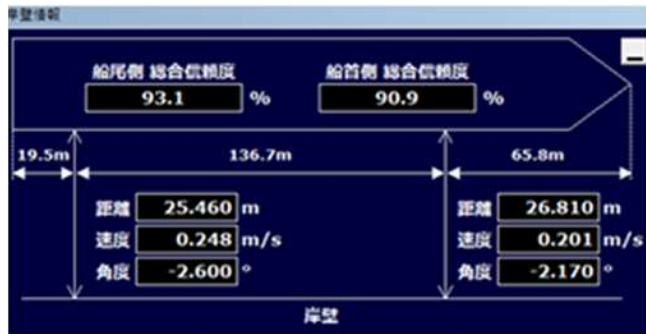 岸壁情報
船尾側 総合信頼度 船首側 総合信頼度
93.1 % 90.9 %
19.5m 136.7m 65.8m
距離 25.460 m 距離 26.810 m
速度 0.248 m/s 速度 0.201 m/s
角度 -2.600 ° 角度 -2.170 °
岸壁